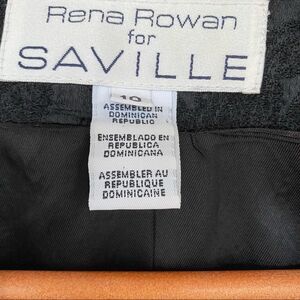 Rena Rowan
for
SAVILLE
10
ASSEMBLED IN
DOMINICAN
REPUBLIC
ENSEMBLADO EN
REPUBLICA
DOMINICANA
ASSEMBLER AU
REPUBLIQUE
DOMINICAINE